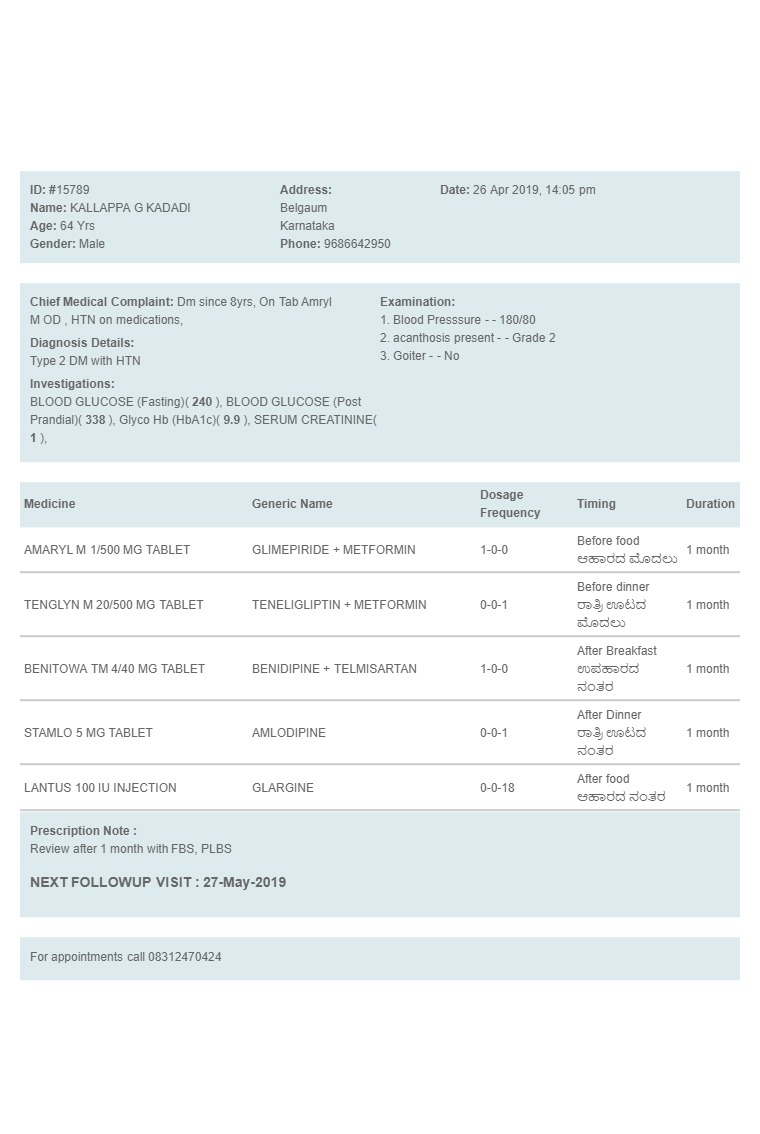 ID: #15789
Name: KALLAPPA G KADADI
Age: 64 Yrs
Gender: Male
Address:
Belgaum
Karnataka
Phone: 9686642950
Date: 26 Apr 2019, 14:05 pm
Chief Medical Complaint: Dm since 8yrs, On Tab Amryl
M OD , HTN on medications,
Diagnosis Details:
Type 2 DM with HTN
Investigations:
BLOOD GLUCOSE (Fasting)( 240 ), BLOOD GLUCOSE (Post
Prandial)( 338 ), Glyco Hb (HbA1c)( 9.9 ), SERUM CREATININE(
1 ),
Examination:
1. Blood Presssure - - 180/80
2. acanthosis present - - Grade 2
3. Goiter - - No
Medicine Generic Name Dosage Frequency Timing Duration
AMARYL M 1/500 MG TABLET GLIMEPIRIDE + METFORMIN 1-0-0 Before food 1 month
ಆಹಾರದ ಮೊದಲು
TENGLYN M 20/500 MG TABLET TENELIGLIPTIN + METFORMIN 0-0-1 Before dinner 1 month
ರಾತ್ರಿ ಊಟದ
ಮೊದಲು
BENITOWA TM 4/40 MG TABLET BENIDIPINE + TELMISARTAN 1-0-0 After Breakfast 1 month
ಉಪಹಾರದ
ನಂತರ
STAMLO 5 MG TABLET AMLODIPINE 0-0-1 After Dinner 1 month
ರಾತ್ರಿ ಊಟದ
ನಂತರ
LANTUS 100 IU INJECTION GLARGINE 0-0-18 After food 1 month
ಆಹಾರದ ನಂತರ
Prescription Note :
Review after 1 month with FBS, PLBS
NEXT FOLLOWUP VISIT : 27-May-2019
For appointments call 08312470424